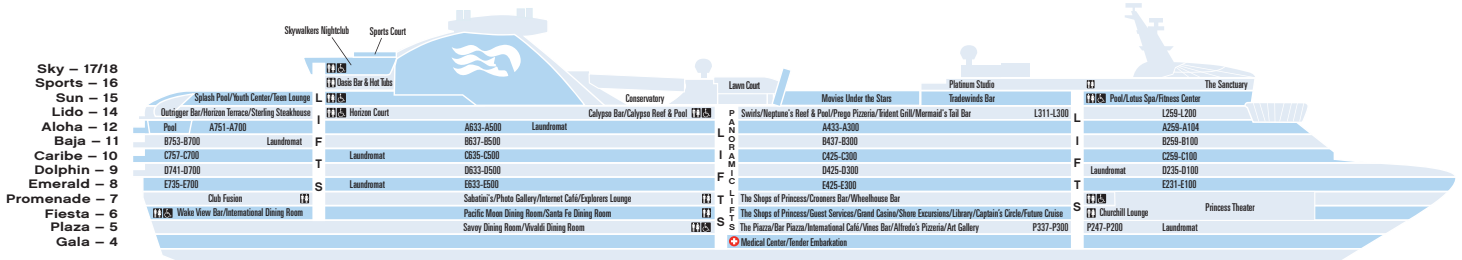 Skywalkers Nightclub
Sports Court
Sky – 17/18
Sports – 16
Oasis Bar & Hot Tubs
Lawn Court
Platinum Studio
The Sanctuary
Sun – 15
Splash Pool/Youth Center/Teen Lounge
Conservatory
Movies Under the Stars
Tradewinds Bar
Pool/Lotus Spa/Fitness Center
Lido – 14
Outrigger Bar/Horizon Terrace/Sterling Steakhouse
Horizon Court
Calypso Bar/Calypso Reef & Pool
Swirls/Neptune's Reef & Pool/Prego Pizzeria/Trident Grill/Mermaid's Tail Bar
L311-L300
L259-L200
Aloha – 12
Pool
A751-A700
A633-A500
Laundromat
A433-A300
A259-A104
Baja – 11
B753-B700
Laundromat
B637-B500
B437-B300
B259-B100
Caribe – 10
C757-C700
Laundromat
C635-C500
C425-C300
C259-C100
Dolphin – 9
D741-D700
D633-D500
D425-D300
Laundromat
D235-D100
Emerald – 8
E735-E700
Laundromat
E633-E500
E425-E300
E231-E100
Promenade – 7
Club Fusion
Sabatini's/Photo Gallery/Internet Café/Explorers Lounge
The Shops of Princess/Crooners Bar/Wheelhouse Bar
Princess Theater
Fiesta – 6
Wake View Bar/International Dining Room
Pacific Moon Dining Room/Santa Fe Dining Room
The Shops of Princess/Guest Services/Grand Casino/Shore Excursions/Library/Captain's Circle/Future Cruise
Churchill Lounge
Plaza – 5
Savoy Dining Room/Vivaldi Dining Room
The Piazza/Bar Piazza/International Café/Vines Bar/Alfredo's Pizzeria/Art Gallery
P337-P300
P247-P200
Laundromat
Gala – 4
Medical Center/Tender Embarkation
LIFTS
LIFTS
PANORAMIC LIFTS
LIFTS